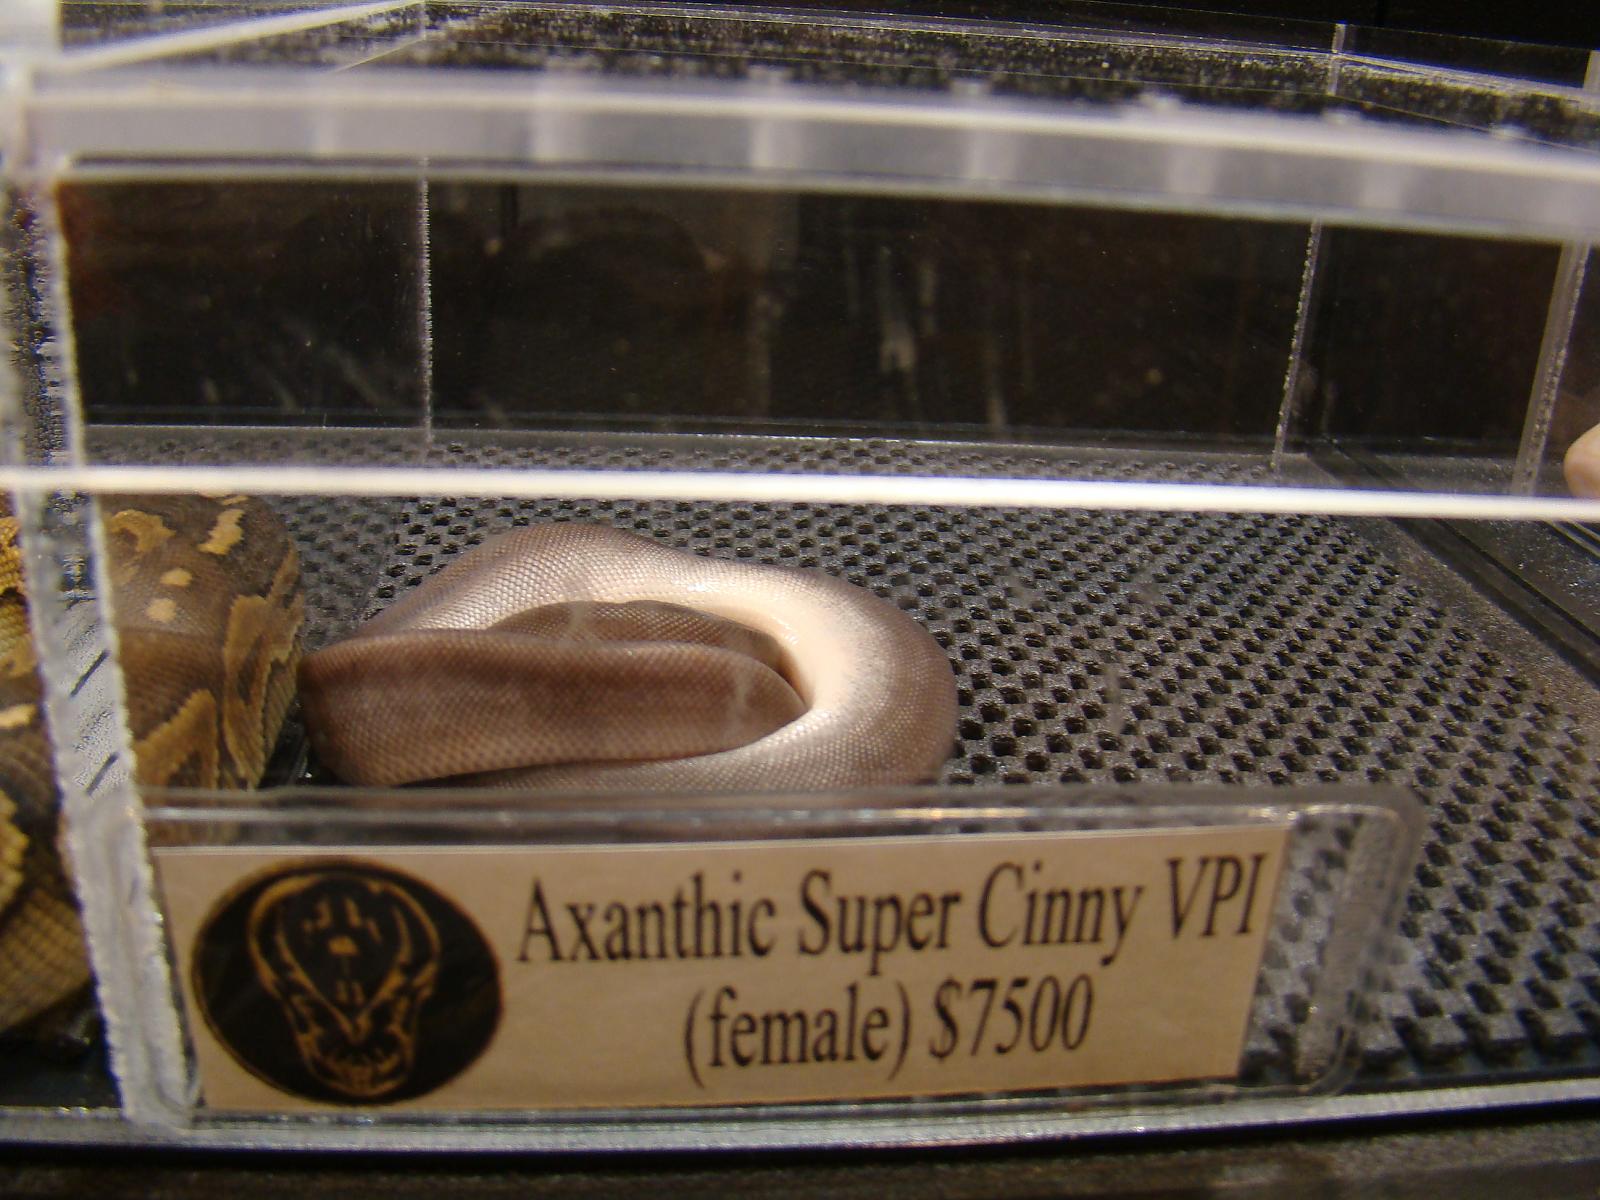 Axanthic Super Cinny VPI
(female) $7500